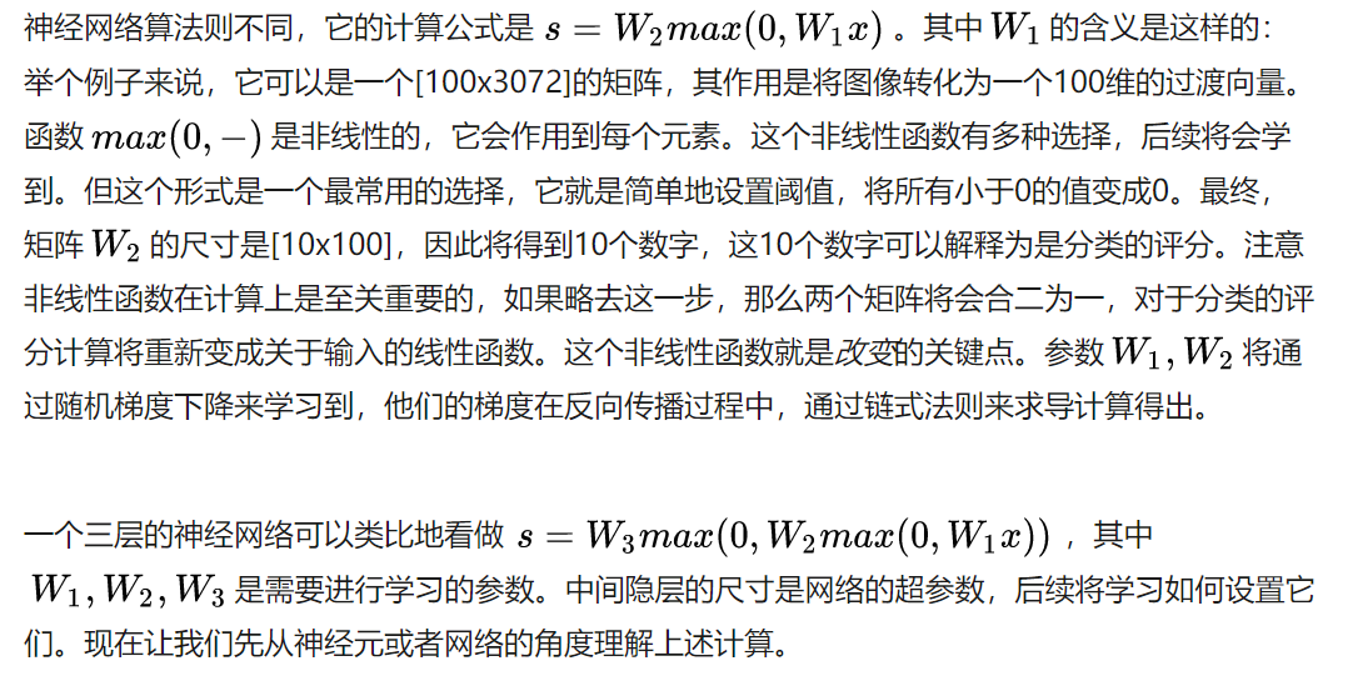 神经网络算法则不同，它的计算公式是 s = W₂max(0, W₁x) 。其中 W₁ 的含义是这样的：
举个例子来说，它可以是一个[100x3072]的矩阵，其作用是将图像转化为一个100维的过渡向量。
函数 max(0, −) 是非线性的，它会作用到每个元素。这个非线性函数有多种选择，后续将会学
到。但这个形式是一个最常用的选择，它就是简单地设置阈值，将所有小于0的值变成0。最终，
矩阵 W₂ 的尺寸是[10x100]，因此将得到10个数字，这10个数字可以解释为是分类的评分。注意
非线性函数在计算上是至关重要的，如果略去这一步，那么两个矩阵将会合二为一，对于分类的评
分计算将重新变成关于输入的线性函数。这个非线性函数就是改变的关键点。参数 W₁, W₂ 将通
过随机梯度下降来学习到，他们的梯度在反向传播过程中，通过链式法则来求导计算得出。
一个三层的神经网络可以类比地看做 s = W₃max(0, W₂max(0, W₁x)) ，其中
W₁, W₂, W₃ 是需要进行学习的参数。中间隐层的尺寸是网络的超参数，后续将学习如何设置它
们。现在让我们先从神经元或者网络的角度理解上述计算。